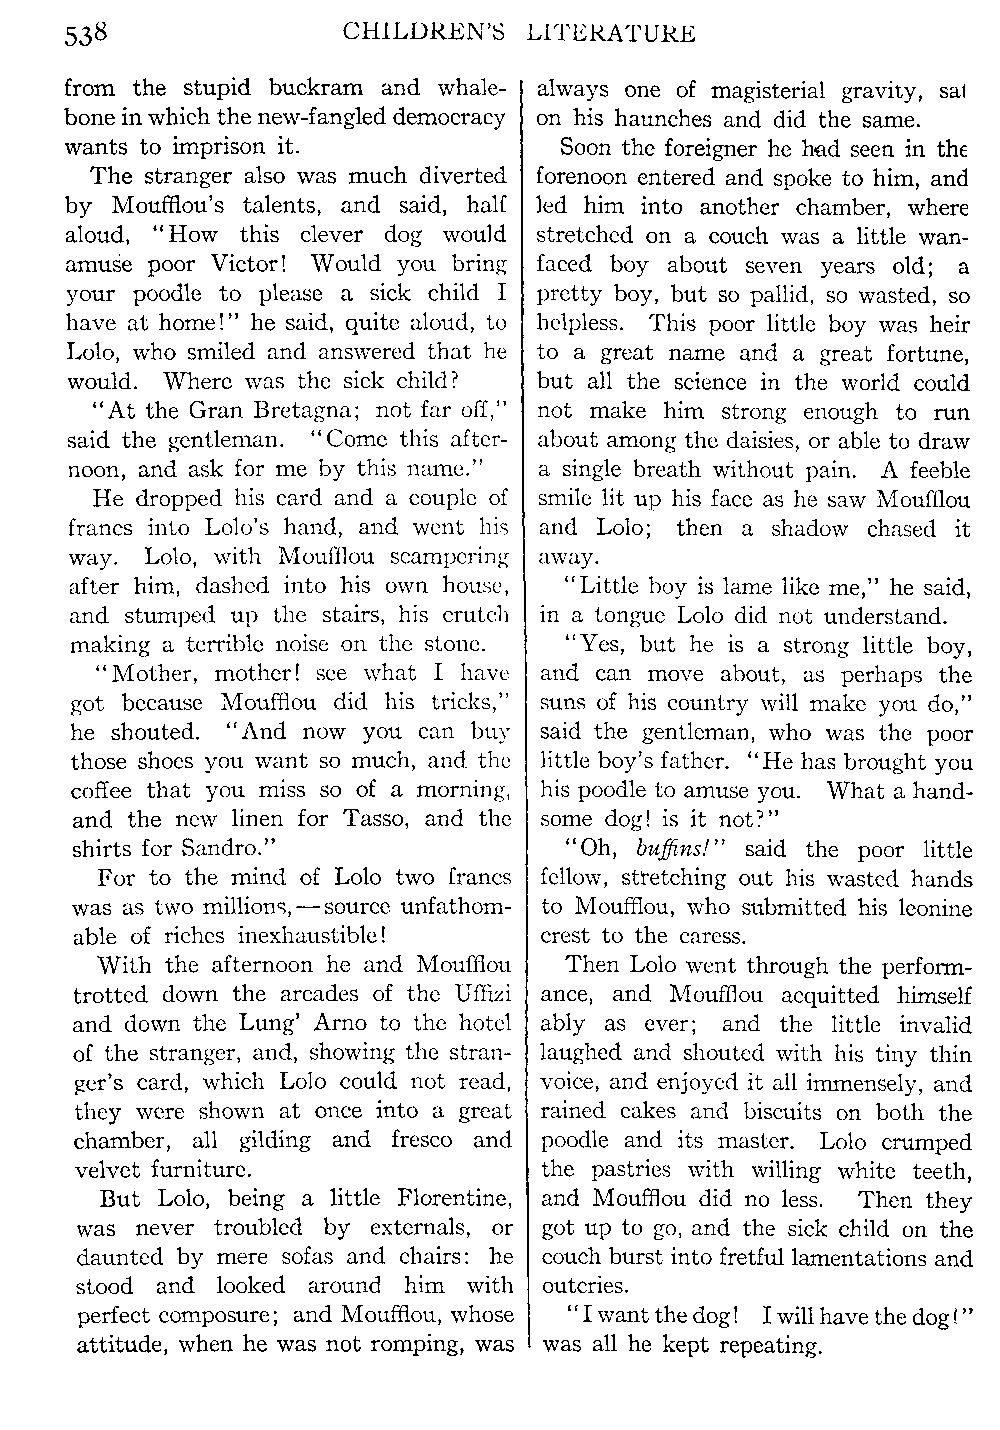 538 CHILDREN'S LITERATURE
from the stupid buckram and whale-
bone in which the new-fangled democracy
wants to imprison it.
The stranger also was much diverted
by Moufflou's talents, and said, half
aloud, "How this clever dog would
amuse poor Victor! Would you bring
your poodle to please a sick child I
have at home!" he said, quite aloud, to
Lolo, who smiled and answered that he
would. Where was the sick child?
"At the Gran Bretagna; not far off,"
said the gentleman. "Come this after-
noon, and ask for me by this name."
He dropped his card and a couple of
francs into Lolo's hand, and went his
way. Lolo, with Moufflou scampering
after him, dashed into his own house,
and stumped up the stairs, his crutch
making a terrible noise on the stone.
"Mother, mother! see what I have
got because Moufflou did his tricks,"
he shouted. "And now you can buy
those shoes you want so much, and the
coffee that you miss so of a morning,
and the new linen for Tasso, and the
shirts for Sandro."
For to the mind of Lolo two francs
was as two millions,—source unfathom-
able of riches inexhaustible!
With the afternoon he and Moufflou
trotted down the arcades of the Uffizi
and down the Lung' Arno to the hotel
of the stranger, and, showing the stran-
ger's card, which Lolo could not read,
they were shown at once into a great
chamber, all gilding and fresco and
velvet furniture.
But Lolo, being a little Florentine,
was never troubled by externals, or
daunted by mere sofas and chairs: he
stood and looked around him with
perfect composure; and Moufflou, whose
attitude, when he was not romping, was
always one of magisterial gravity, sat
on his haunches and did the same.
Soon the foreigner he had seen in the
forenoon entered and spoke to him, and
led him into another chamber, where
stretched on a couch was a little wan-
faced boy about seven years old; a
pretty boy, but so pallid, so wasted, so
helpless. This poor little boy was heir
to a great name and a great fortune,
but all the science in the world could
not make him strong enough to run
about among the daisies, or able to draw
a single breath without pain. A feeble
smile lit up his face as he saw Moufflou
and Lolo; then a shadow chased it
away.
"Little boy is lame like me," he said,
in a tongue Lolo did not understand.
"Yes, but he is a strong little boy,
and can move about, as perhaps the
suns of his country will make you do,"
said the gentleman, who was the poor
little boy's father. "He has brought you
his poodle to amuse you. What a hand-
some dog! is it not?"
"Oh, buffins!" said the poor little
fellow, stretching out his wasted hands
to Moufflou, who submitted his leonine
crest to the caress.
Then Lolo went through the perform-
ance, and Moufflou acquitted himself
ably as ever; and the little invalid
laughed and shouted with his tiny thin
voice, and enjoyed it all immensely, and
rained cakes and biscuits on both the
poodle and its master. Lolo crumped
the pastries with willing white teeth,
and Moufflou did no less. Then they
got up to go, and the sick child on the
couch burst into fretful lamentations and
outcries.
"I want the dog! I will have the dog!"
was all he kept repeating.